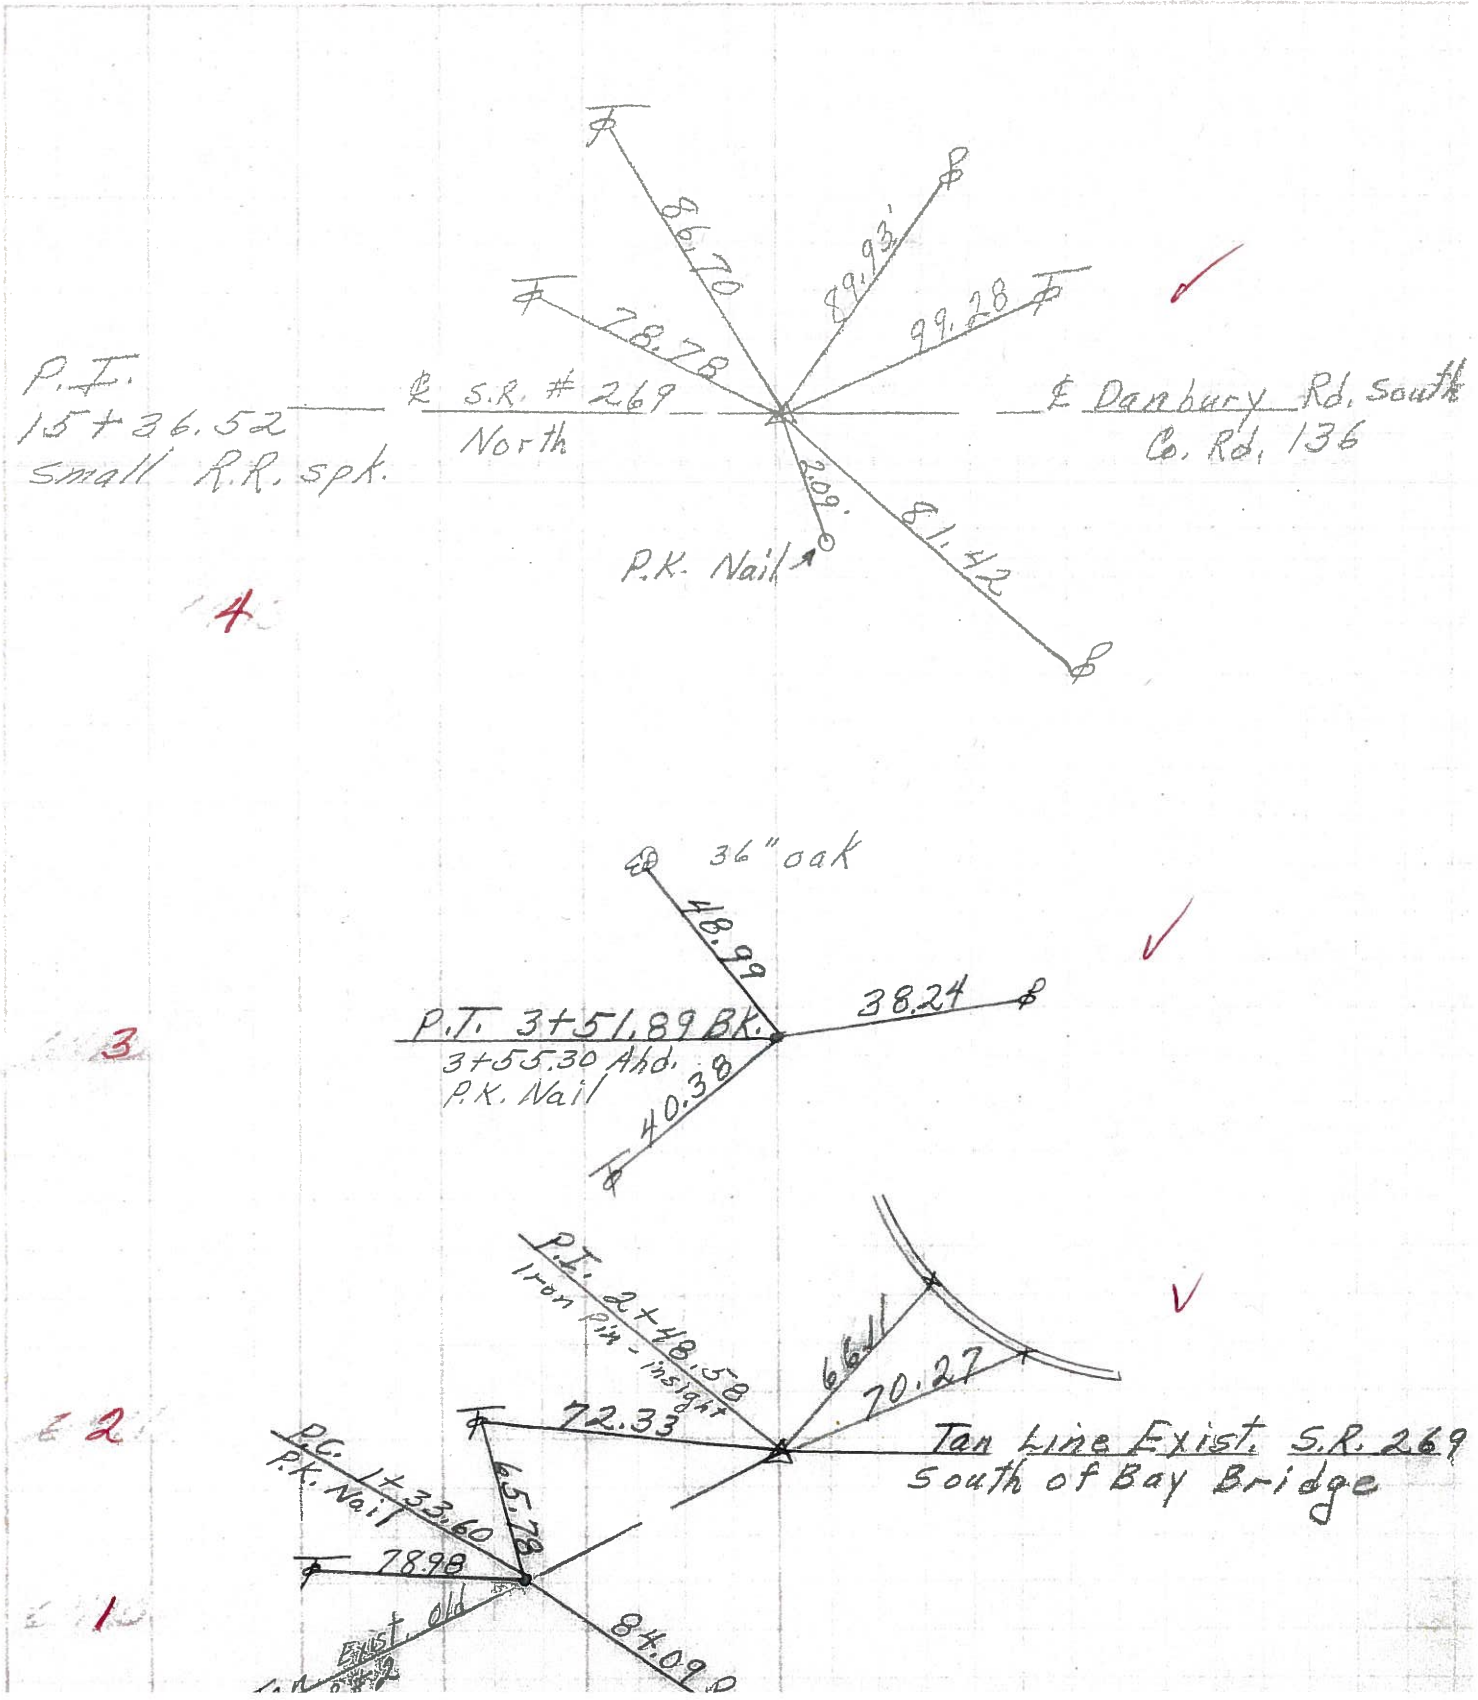 86.70
89.93'
78.78
99.28
P.I.
15+36.52
Small R.R. spk.
℄ S.R. # 269
North
℄ Danbury Rd. South
Co. Rd. 136
2.09
81.42
P.K. Nail
4
36" oak
48.99
38.24
P.T. 3+51.89 BK.
3+55.30 Ahd.
P.K. Nail
3
40.38
P.I. 2+48.58
Iron Pin - insight
66.11
70.27
2
72.33
Tan Line Exist. S.R. 269
South of Bay Bridge
P.C. 1+33.60
P.K. Nail
65.78
78.98
Exist. Old
84.09
1